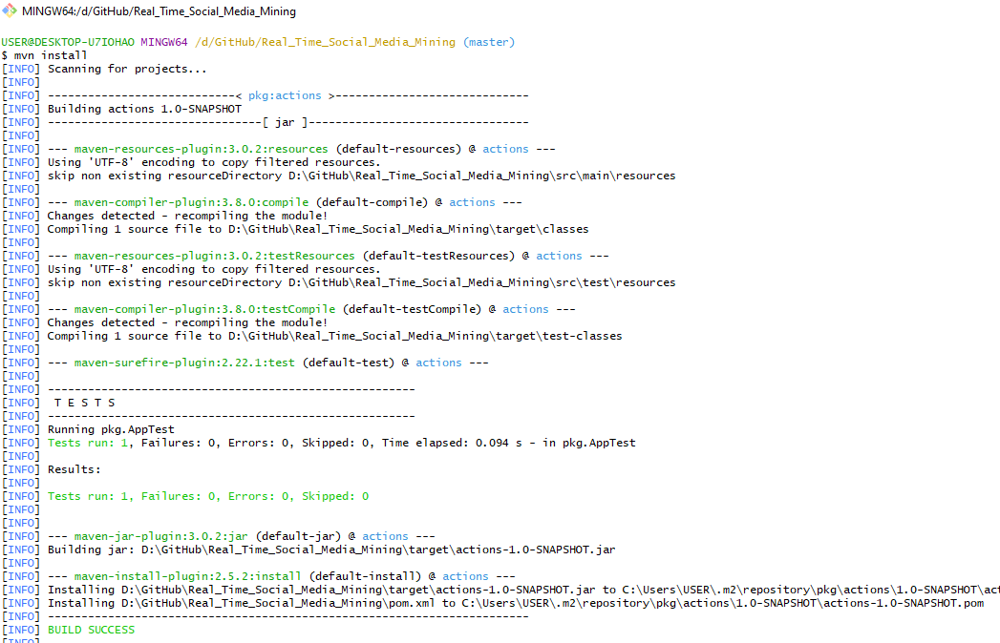 MINGW64:/d/GitHub/Real_Time_Social_Media_Mining
USER@DESKTOP-U7IOHAO MINGW64 /d/GitHub/Real_Time_Social_Media_Mining (master)
$ mvn install
[INFO] Scanning for projects...
[INFO]
[INFO] ----------------------------< pkg:actions >-----------------------------
[INFO] Building actions 1.0-SNAPSHOT
[INFO] --------------------------------[ jar ]---------------------------------
[INFO]
[INFO] --- maven-resources-plugin:3.0.2:resources (default-resources) @ actions ---
[INFO] Using 'UTF-8' encoding to copy filtered resources.
[INFO] skip non existing resourceDirectory D:\GitHub\Real_Time_Social_Media_Mining\src\main\resources
[INFO]
[INFO] --- maven-compiler-plugin:3.8.0:compile (default-compile) @ actions ---
[INFO] Changes detected - recompiling the module!
[INFO] Compiling 1 source file to D:\GitHub\Real_Time_Social_Media_Mining\target\classes
[INFO]
[INFO] --- maven-resources-plugin:3.0.2:testResources (default-testResources) @ actions ---
[INFO] Using 'UTF-8' encoding to copy filtered resources.
[INFO] skip non existing resourceDirectory D:\GitHub\Real_Time_Social_Media_Mining\src\test\resources
[INFO]
[INFO] --- maven-compiler-plugin:3.8.0:testCompile (default-testCompile) @ actions ---
[INFO] Changes detected - recompiling the module!
[INFO] Compiling 1 source file to D:\GitHub\Real_Time_Social_Media_Mining\target\test-classes
[INFO]
[INFO] --- maven-surefire-plugin:2.22.1:test (default-test) @ actions ---
[INFO]
[INFO] -------------------------------------------------------
[INFO]  T E S T S
[INFO] -------------------------------------------------------
[INFO] Running pkg.AppTest
[INFO] Tests run: 1, Failures: 0, Errors: 0, Skipped: 0, Time elapsed: 0.094 s - in pkg.AppTest
[INFO]
[INFO] Results:
[INFO]
[INFO] Tests run: 1, Failures: 0, Errors: 0, Skipped: 0
[INFO]
[INFO]
[INFO] --- maven-jar-plugin:3.0.2:jar (default-jar) @ actions ---
[INFO] Building jar: D:\GitHub\Real_Time_Social_Media_Mining\target\actions-1.0-SNAPSHOT.jar
[INFO]
[INFO] --- maven-install-plugin:2.5.2:install (default-install) @ actions ---
[INFO] Installing D:\GitHub\Real_Time_Social_Media_Mining\target\actions-1.0-SNAPSHOT.jar to C:\Users\USER\.m2\repository\pkg\actions\1.0-SNAPSHOT\act
[INFO] Installing D:\GitHub\Real_Time_Social_Media_Mining\pom.xml to C:\Users\USER\.m2\repository\pkg\actions\1.0-SNAPSHOT\actions-1.0-SNAPSHOT.pom
[INFO] ------------------------------------------------------------------------
[INFO] BUILD SUCCESS
[INFO]